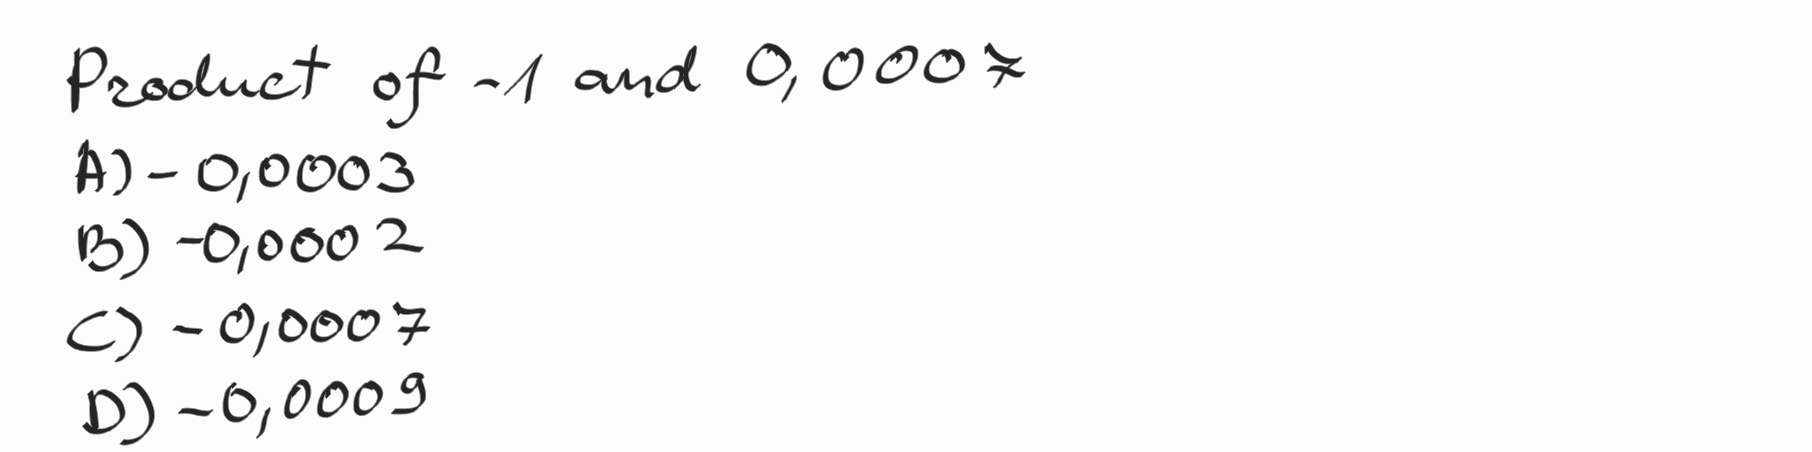 Product of -1 and 0,0007
A) - 0,0003
B) -0,0002
C) - 0,0007
D) -0,0009